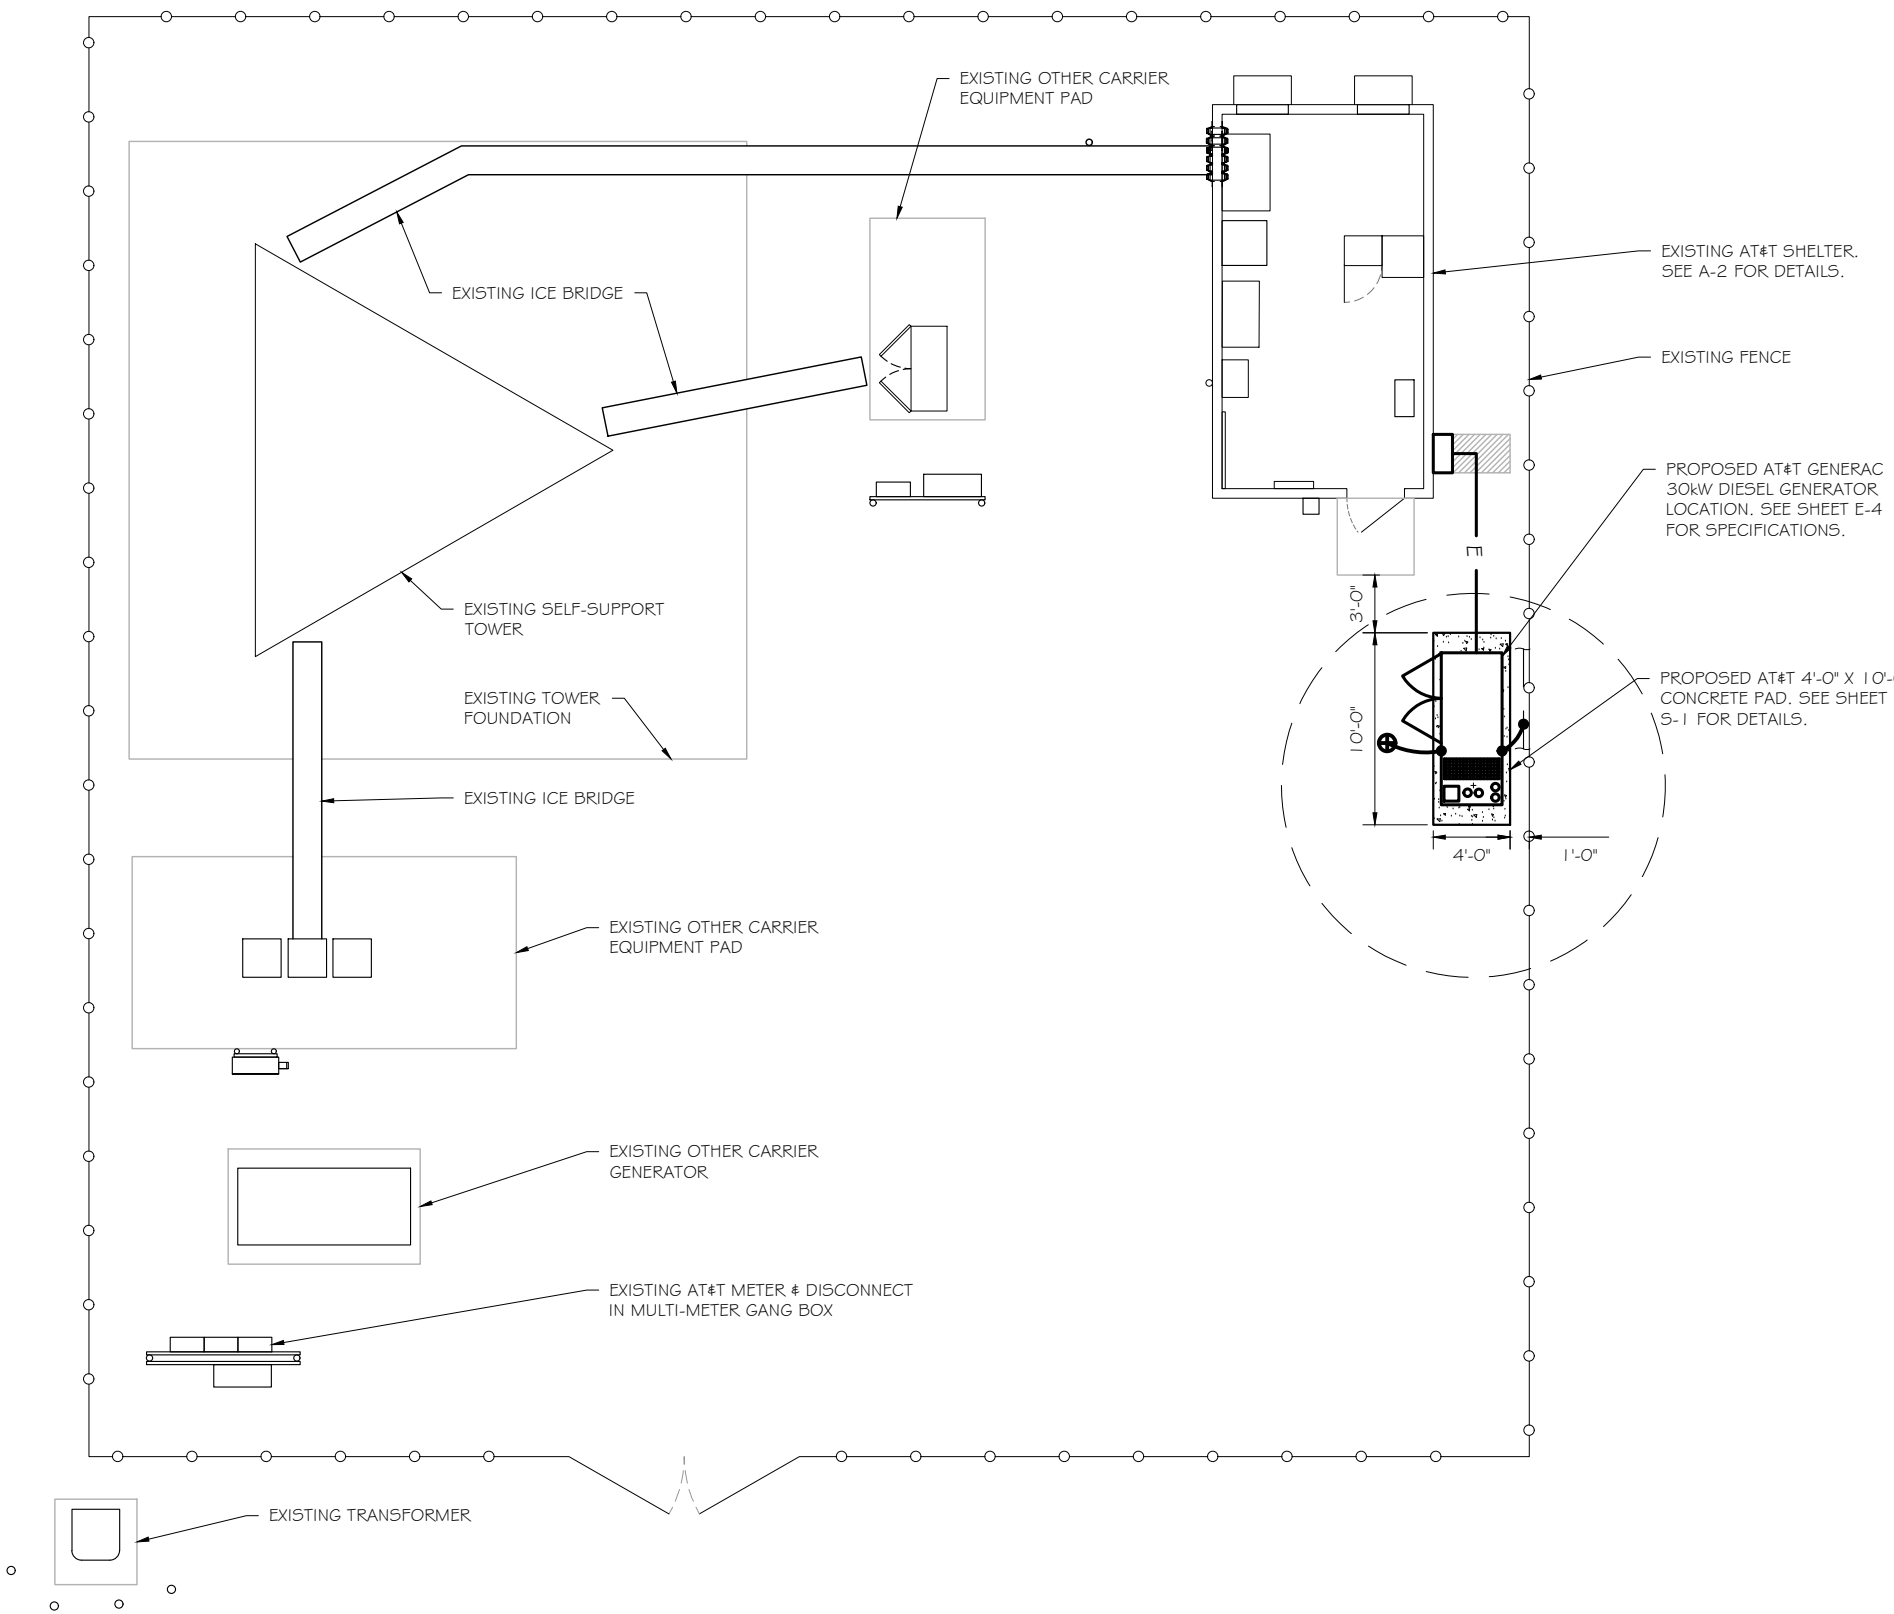 EXISTING OTHER CARRIER
EQUIPMENT PAD
EXISTING AT&T SHELTER.
SEE A-2 FOR DETAILS.
EXISTING ICE BRIDGE
EXISTING FENCE
PROPOSED AT&T GENERAC
30kW DIESEL GENERATOR
LOCATION. SEE SHEET E-4
FOR SPECIFICATIONS.
E
3'-0"
EXISTING SELF-SUPPORT
TOWER
EXISTING TOWER
FOUNDATION
10'-0"
PROPOSED AT&T 4'-0" X 10'-
CONCRETE PAD. SEE SHEET
S-1 FOR DETAILS.
EXISTING ICE BRIDGE
4'-0"
1'-0"
EXISTING OTHER CARRIER
EQUIPMENT PAD
EXISTING OTHER CARRIER
GENERATOR
EXISTING AT&T METER & DISCONNECT
IN MULTI-METER GANG BOX
EXISTING TRANSFORMER